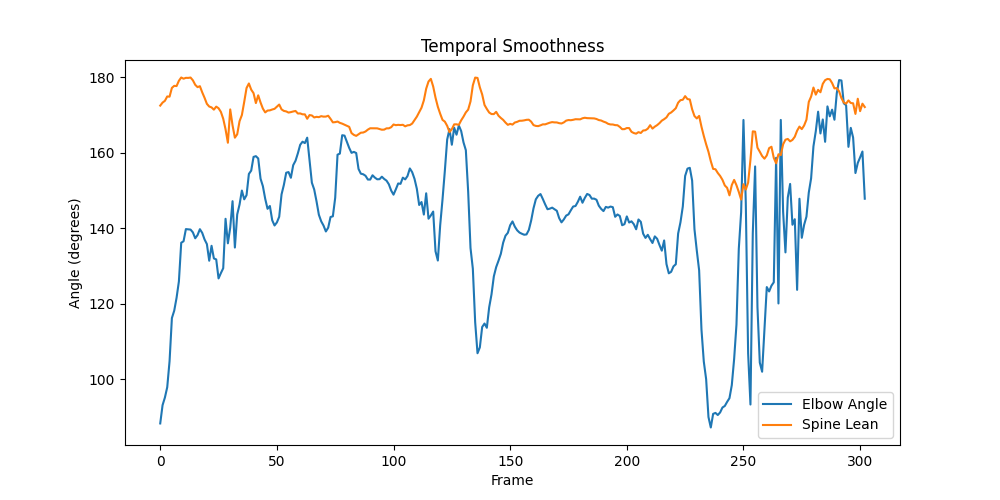 Temporal Smoothness
Angle (degrees)
180
160
140
120
100
0 50 100 150 200 250 300
Frame
Elbow Angle
Spine Lean